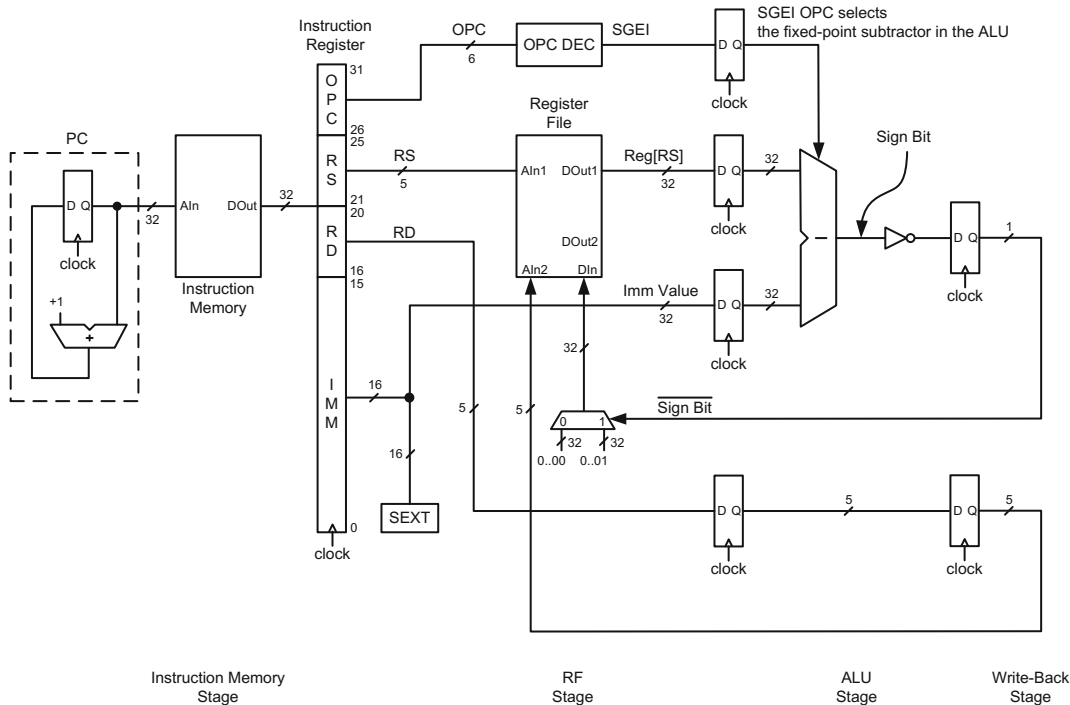 SGEI OPC selects
the fixed-point subtractor in the ALU
Instruction
Register
OPC
6
OPC DEC
SGEI
D Q
clock
31
O
P
C
26
25
R
S
21
20
R
D
16
15
I
M
M
0
clock
PC
D Q
clock
+1
+
32
AIn
DOut
Instruction
Memory
32
RS
5
RD
Register
File
AIn1
DOut1
DOut2
AIn2
DIn
Reg[RS]
32
D Q
clock
32
Imm Value
32
D Q
clock
32
–
Sign Bit
D Q
clock
1
16
16
SEXT
5
5
32
0
1
Sign Bit
32
32
0..00
0..01
D Q
clock
5
D Q
clock
5
Instruction Memory
Stage
RF
Stage
ALU
Stage
Write-Back
Stage